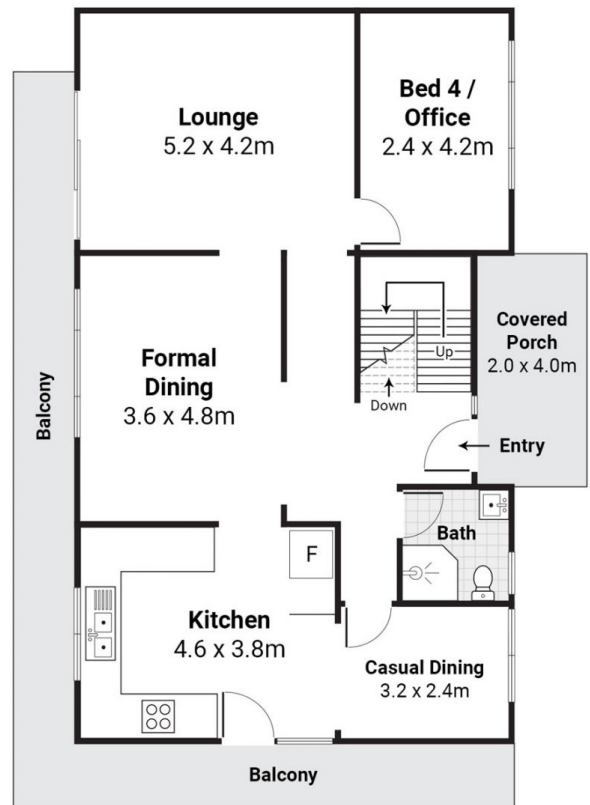 Lounge
5.2 x 4.2m
Bed 4 /
Office
2.4 x 4.2m
Balcony
Formal
Dining
3.6 x 4.8m
Up
Down
Covered
Porch
2.0 x 4.0m
Entry
Bath
F
Kitchen
4.6 x 3.8m
Casual Dining
3.2 x 2.4m
Balcony